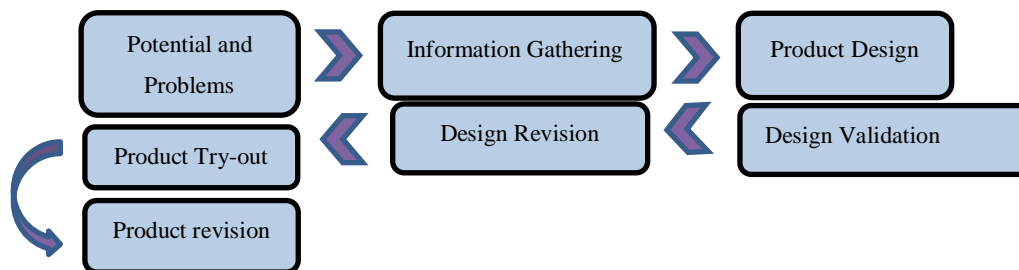 Potential and
Problems
Information Gathering
Product Design
Design Validation
Design Revision
Product Try-out
Product revision